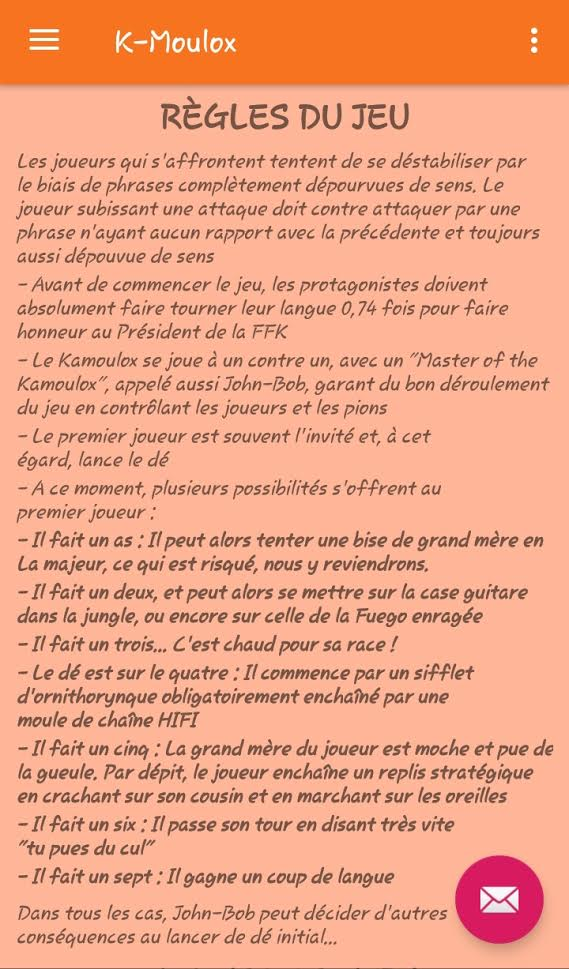 K-Moulox
RÈGLES DU JEU
Les joueurs qui s'affrontent tentent de se déstabiliser par
le biais de phrases complètement dépourvues de sens. Le
joueur subissant une attaque doit contre attaquer par une
phrase n'ayant aucun rapport avec la précédente et toujours
aussi dépouvue de sens
- Avant de commencer le jeu, les protagonistes doivent
absolument faire tourner leur langue 0,74 fois pour faire
honneur au Président de la FFK
- Le Kamoulox se joue à un contre un, avec un "Master of the
Kamoulox", appelé aussi John-Bob, garant du bon déroulement
du jeu en contrôlant les joueurs et les pions
- Le premier joueur est souvent l'invité et, à cet
égard, lance le dé
- A ce moment, plusieurs possibilités s'offrent au
premier joueur :
- Il fait un as : Il peut alors tenter une bise de grand mère en
La majeur, ce qui est risqué, nous y reviendrons.
- Il fait un deux, et peut alors se mettre sur la case guitare
dans la jungle, ou encore sur celle de la Fuego enragée
- Il fait un trois... C'est chaud pour sa race !
- Le dé est sur le quatre : Il commence par un sifflet
d'ornithorynque obligatoirement enchaîné par une
moule de chaîne HIFI
- Il fait un cinq : La grand mère du joueur est moche et pue de
la gueule. Par dépit, le joueur enchaîne un replis stratégique
en crachant sur son cousin et en marchant sur les oreilles
- Il fait un six : Il passe son tour en disant très vite
"tu pues du cul"
- Il fait un sept : Il gagne un coup de langue
Dans tous les cas, John-Bob peut décider d'autres
conséquences au lancer de dé initial...